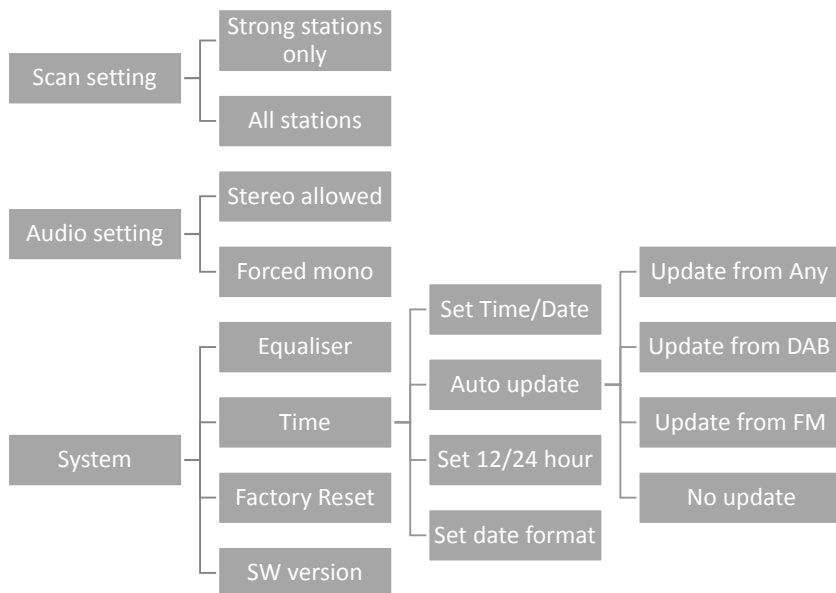 Scan setting
Strong stations
only
All stations
Audio setting
Stereo allowed
Forced mono
System
Equaliser
Time
Factory Reset
SW version
Set Time/Date
Auto update
Set 12/24 hour
Set date format
Update from Any
Update from DAB
Update from FM
No update